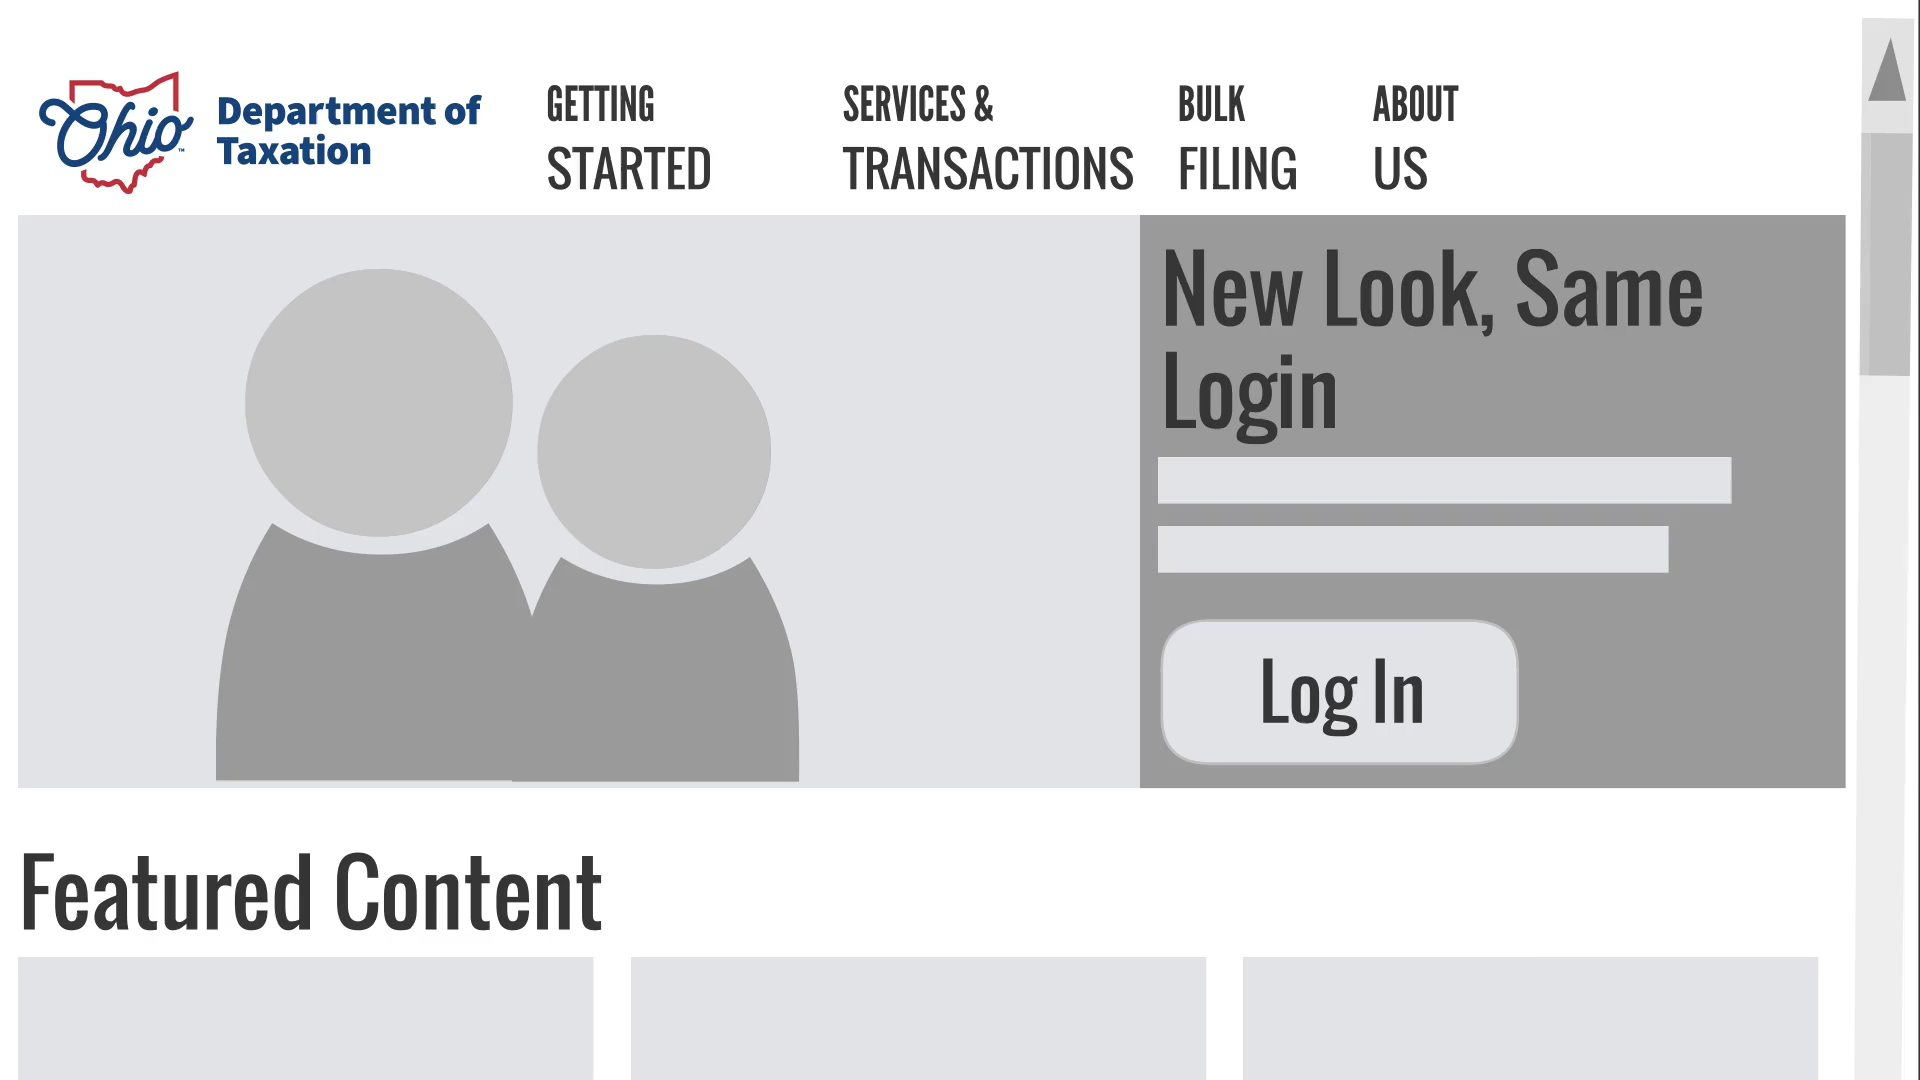 Ohio™
Department of
Taxation
GETTING
STARTED
SERVICES &
TRANSACTIONS
BULK
FILING
ABOUT
US
New Look, Same
Login
Log In
Featured Content